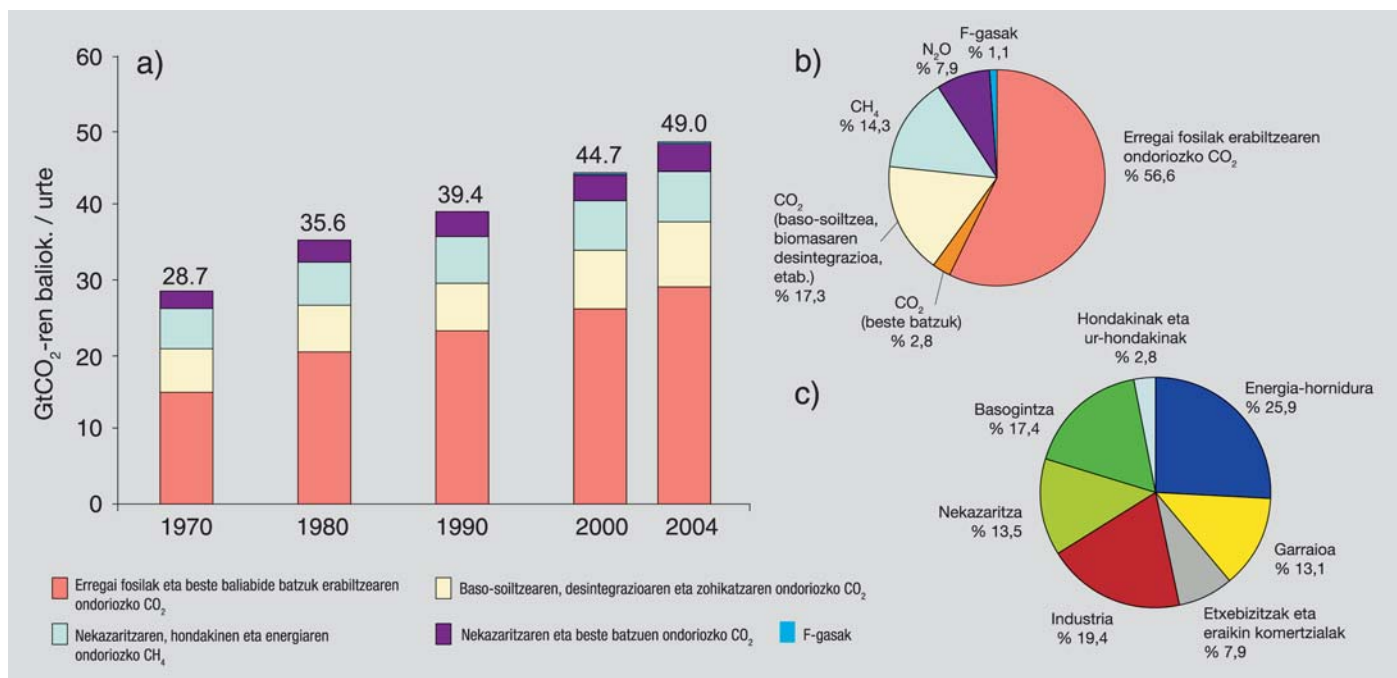 a)
GtCO₂-ren baliok. / urte
60
50
40
30
20
10
0
28.7
35.6
39.4
44.7
49.0
1970
1980
1990
2000
2004
Erregai fosilak eta beste baliabide batzuk erabiltzearen
ondoriozko CO₂
Nekazaritzaren, hondakinen eta energiaren
ondoriozko CH₄
Baso-soiltzearen, desintegrazioaren eta zohikatzaren ondoriozko CO₂
Nekazaritzaren eta beste batzuen ondoriozko CO₂
F-gasak
b)
F-gasak
% 1,1
N₂O
% 7,9
CH₄
% 14,3
CO₂
(baso-soiltzea,
biomasaren
desintegrazioa,
etab.)
% 17,3
CO₂
(beste batzuk)
% 2,8
Erregai fosilak erabiltzearen
ondoriozko CO₂
% 56,6
c)
Hondakinak eta
ur-hondakinak
% 2,8
Energia-hornidura
% 25,9
Garraioa
% 13,1
Etxebizitzak eta
eraikin komertzialak
% 7,9
Industria
% 19,4
Nekazaritza
% 13,5
Basogintza
% 17,4